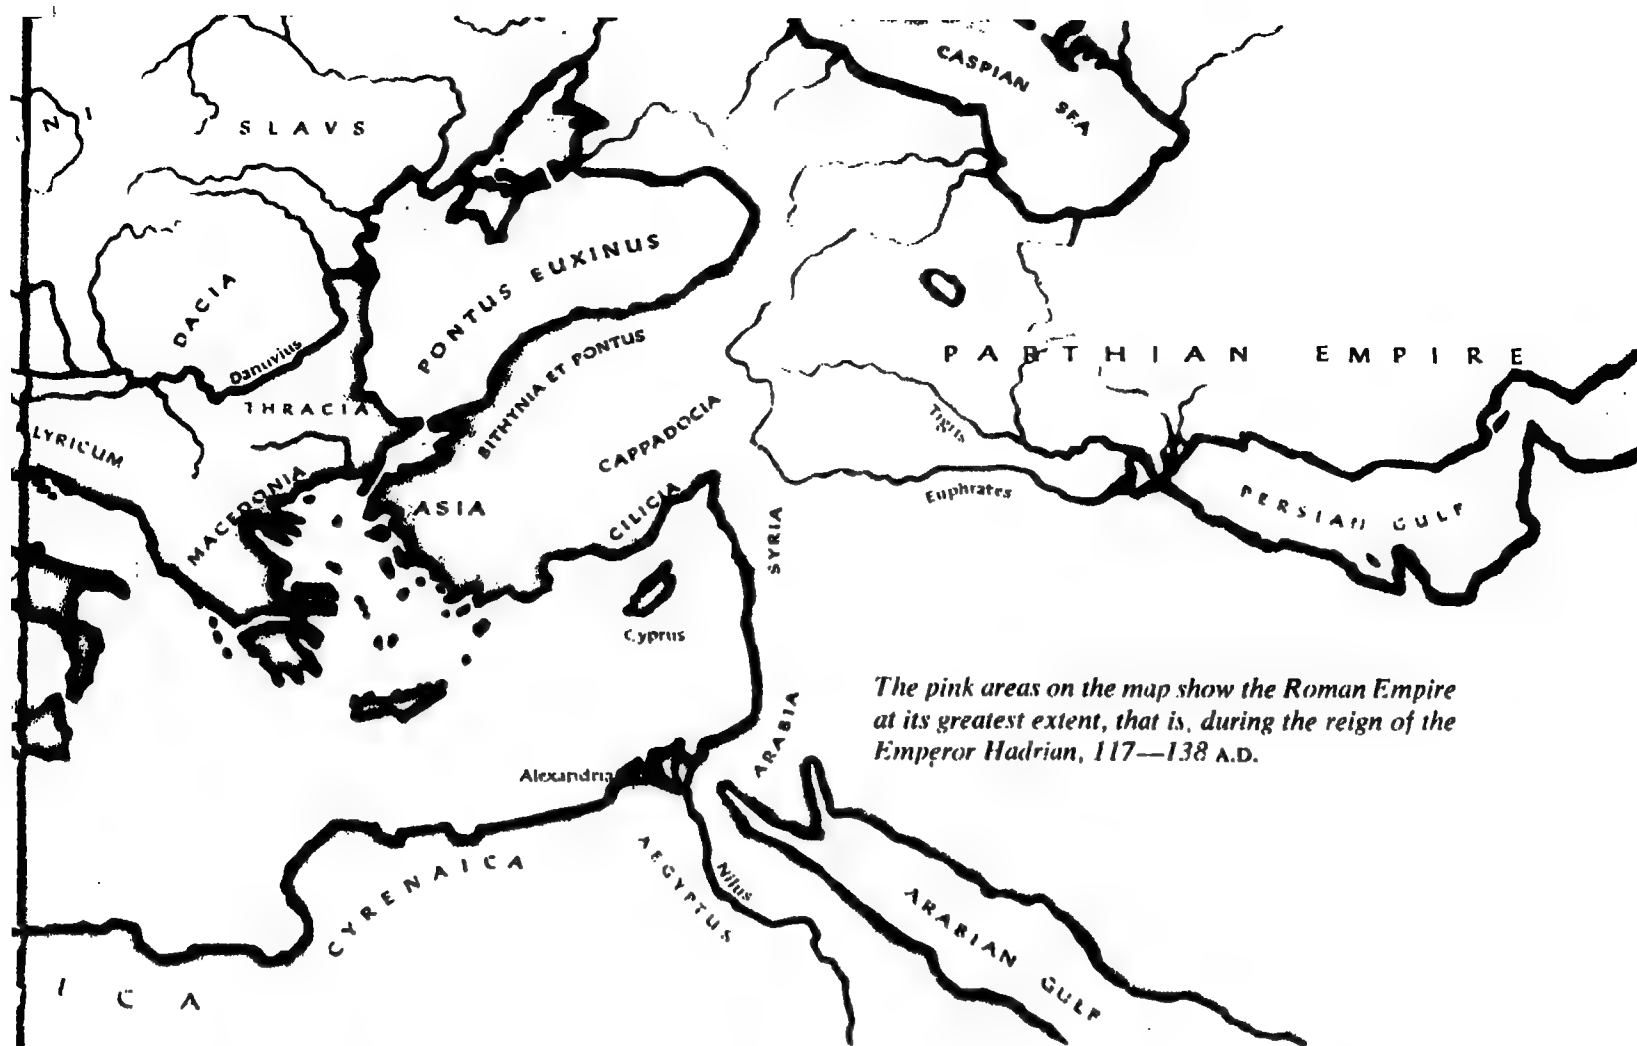 CASPIAN SEA
N I
SLAVS
PONTUS EUXINUS
DACIA
Danuvius
BITHYNIA ET PONTUS
PARTHIAN EMPIRE
THRACIA
LYRICUM
CAPPADOCIA
Tigris
MACEDONIA
ASIA
CILICIA
Euphrates
PERSIAN GULF
SYRIA
Cyprus
The pink areas on the map show the Roman Empire
at its greatest extent, that is, during the reign of the
Emperor Hadrian, 117—138 A.D.
ARABIA
Alexandria
CYRENAICA
AEGYPTUS
Nilus
ARABIAN GULF
I C A